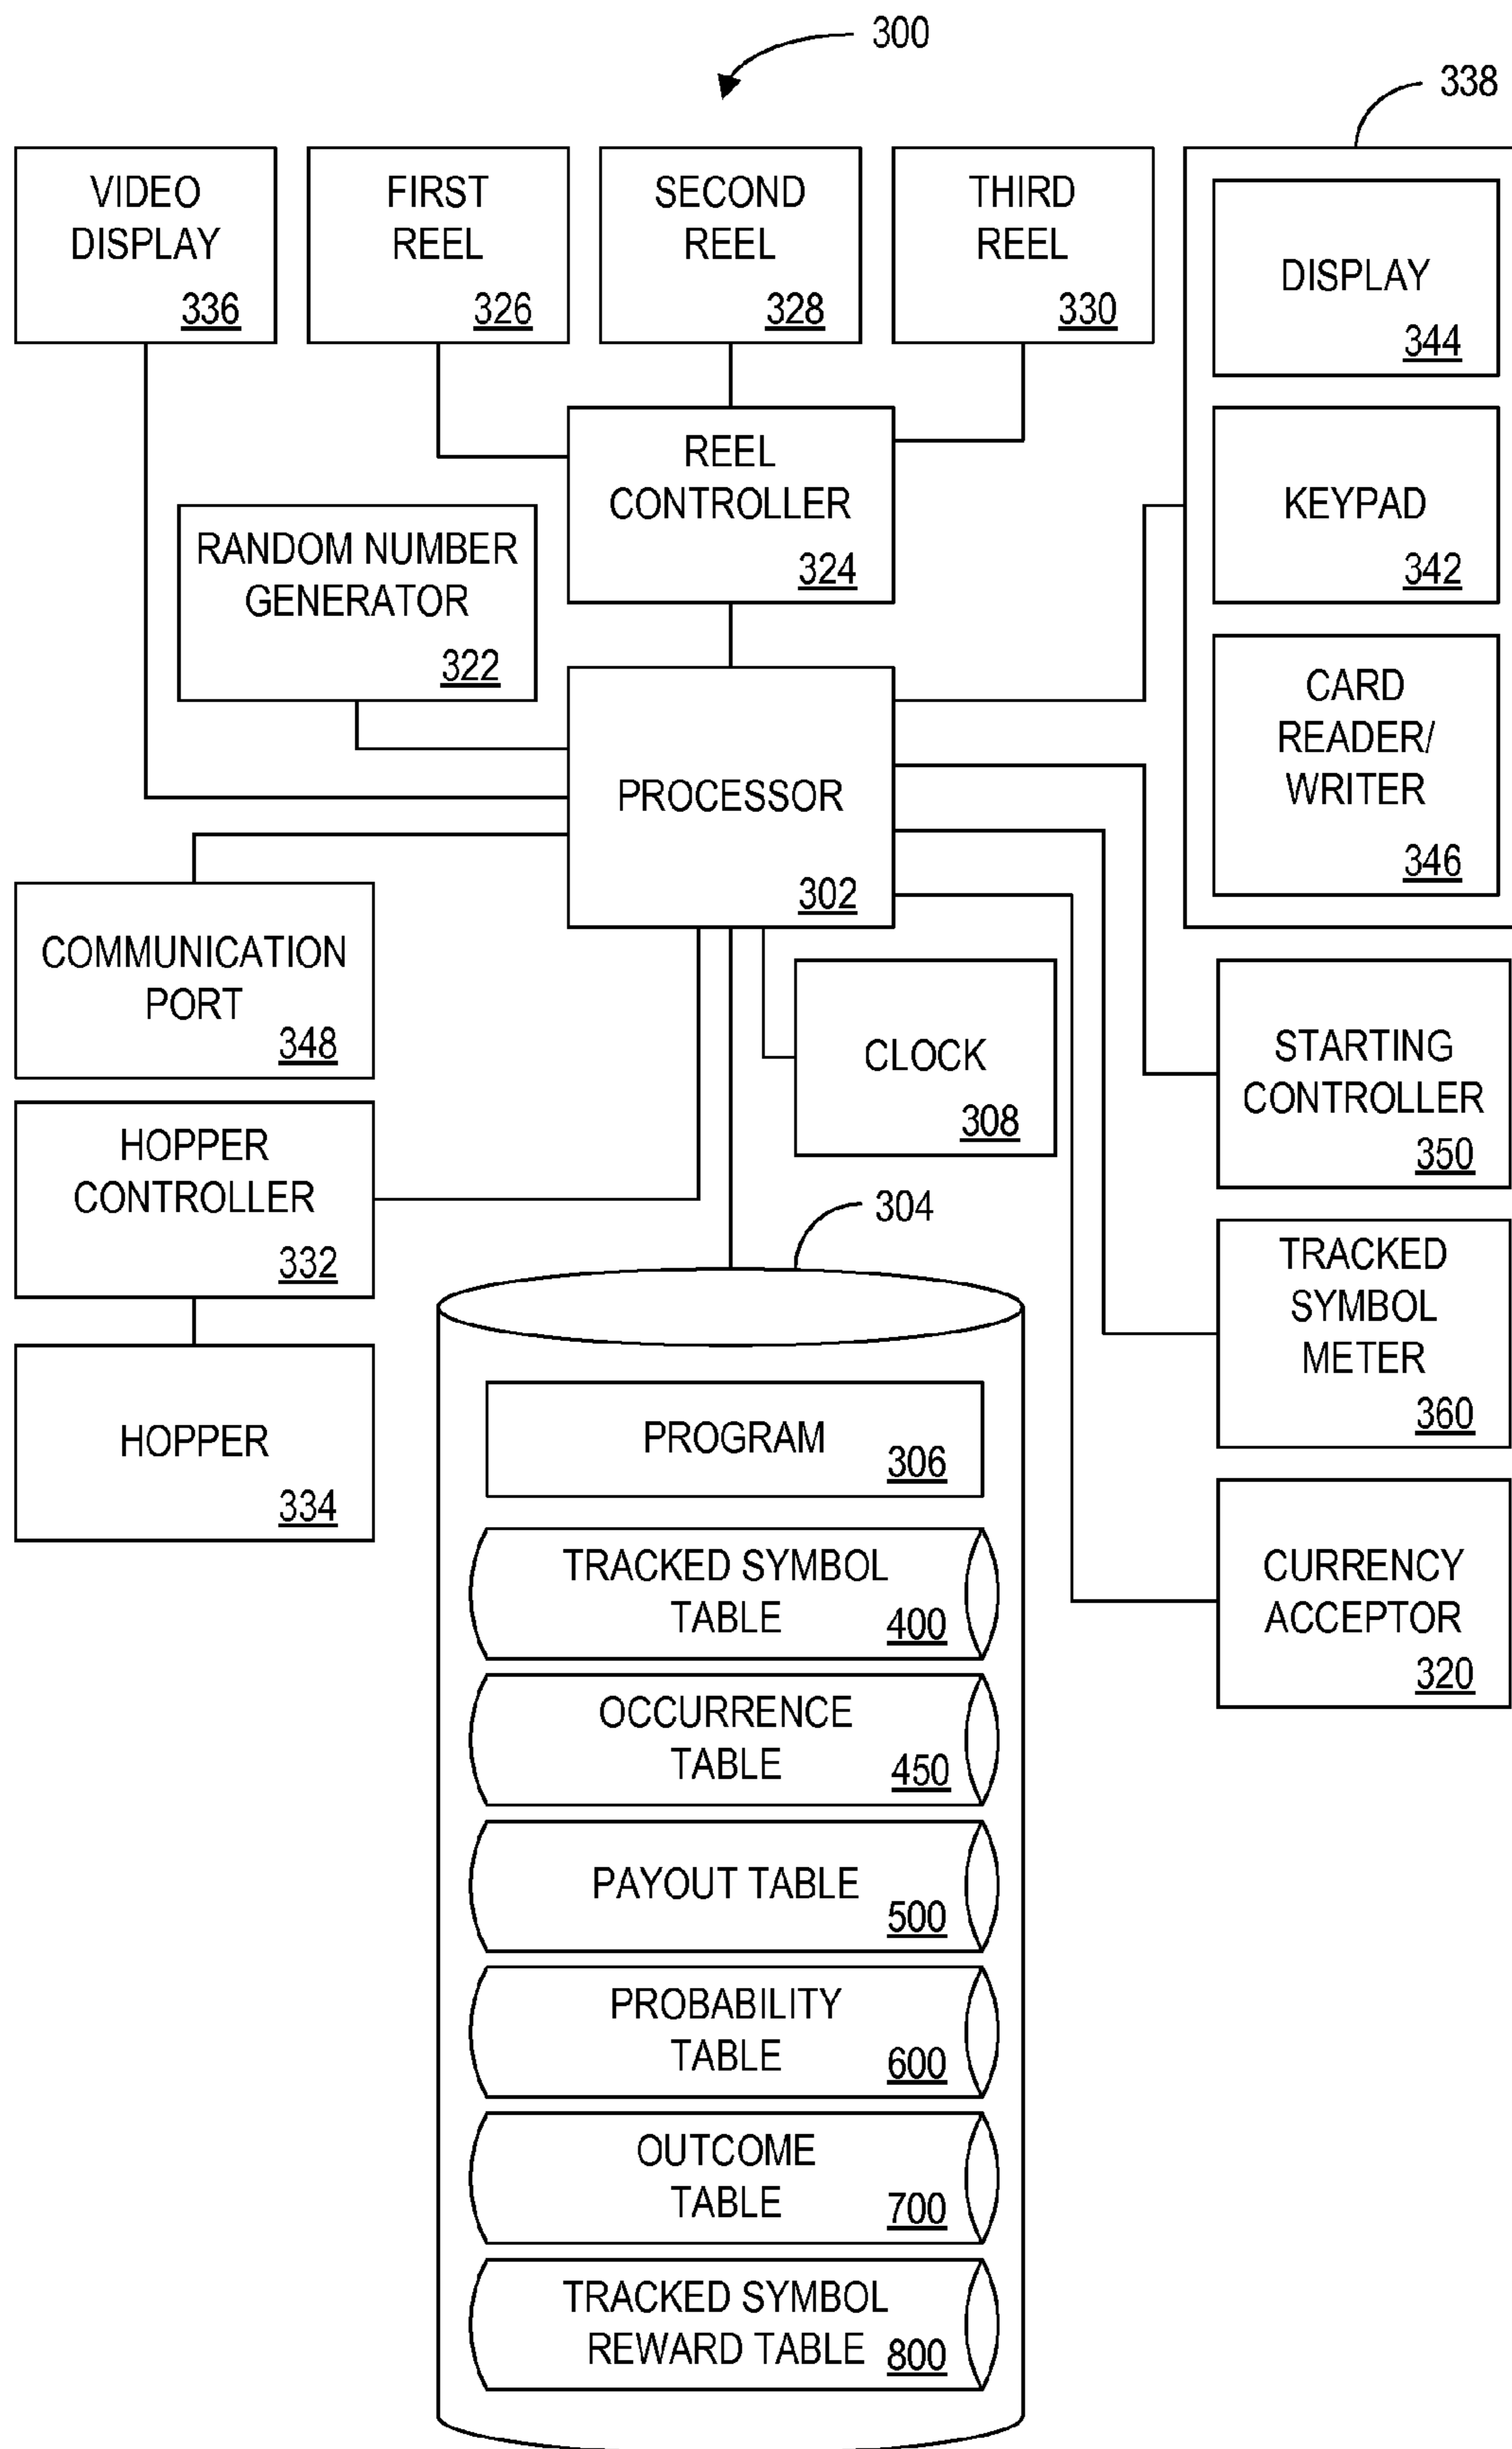 300
338
VIDEO
DISPLAY
336
FIRST
REEL
326
SECOND
REEL
328
THIRD
REEL
330
DISPLAY
344
KEYPAD
342
CARD
READER/
WRITER
346
REEL
CONTROLLER
324
RANDOM NUMBER
GENERATOR
322
PROCESSOR
302
COMMUNICATION
PORT
348
CLOCK
308
STARTING
CONTROLLER
350
HOPPER
CONTROLLER
332
304
TRACKED
SYMBOL
METER
360
HOPPER
334
CURRENCY
ACCEPTOR
320
PROGRAM
306
TRACKED SYMBOL
TABLE
400
OCCURRENCE
TABLE
450
PAYOUT TABLE
500
PROBABILITY
TABLE
600
OUTCOME
TABLE
700
TRACKED SYMBOL
REWARD TABLE
800